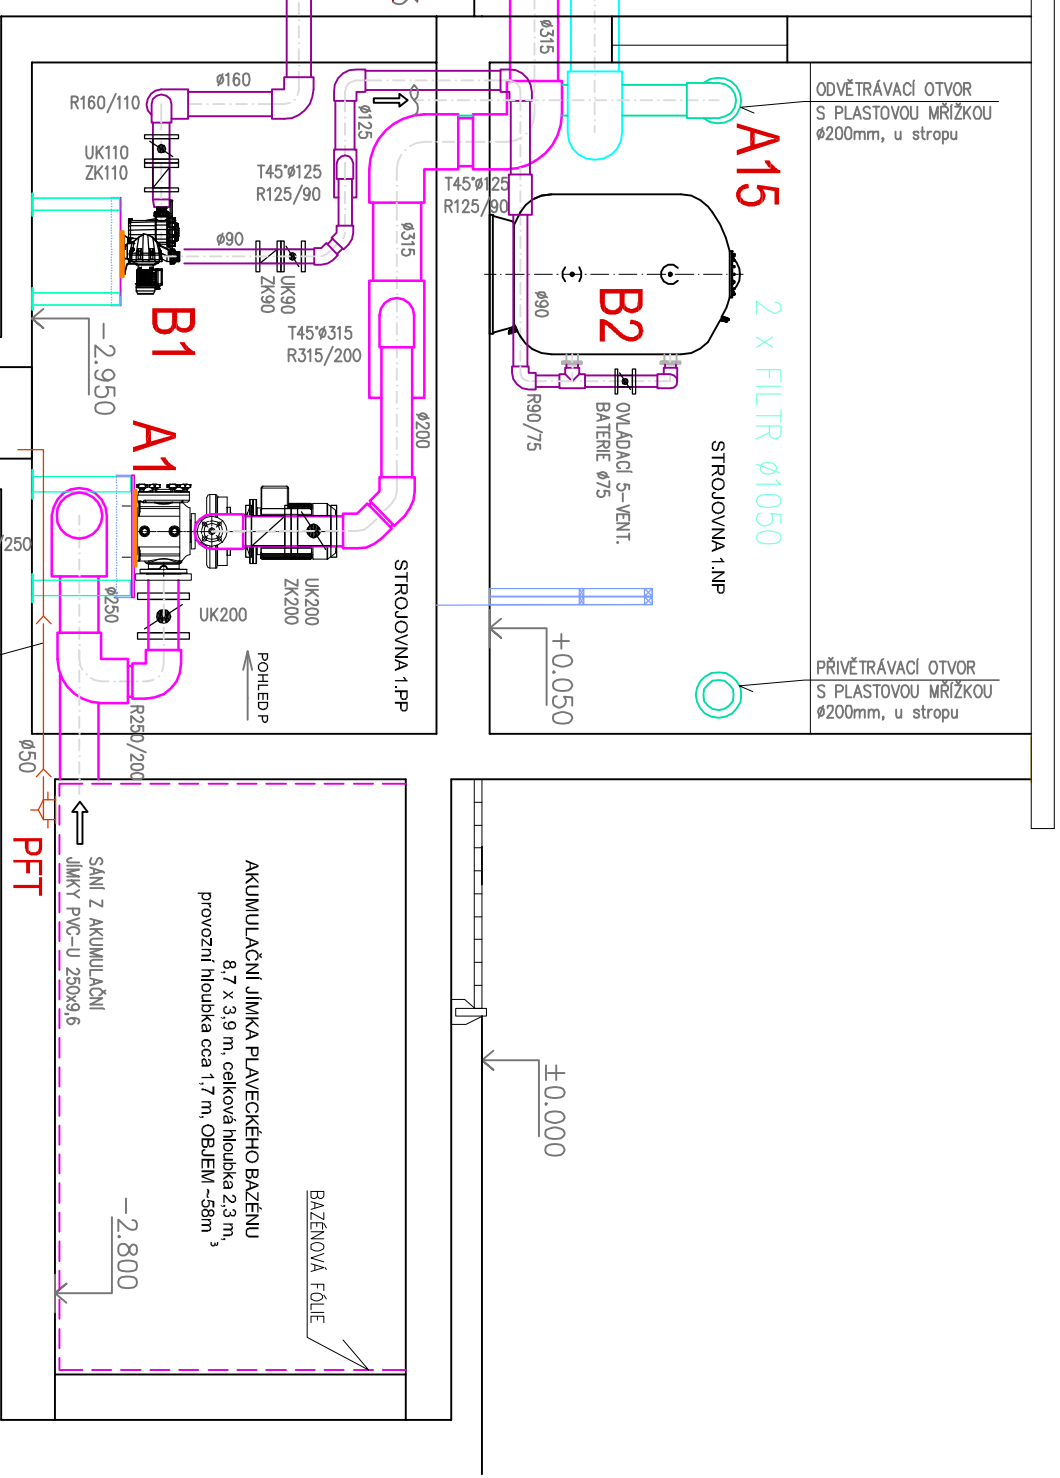 ø315
ODVĚTRÁVACÍ OTVOR
S PLASTOVOU MŘÍŽKOU
ø200mm, u stropu
A15
ø160
R160/110
ø125
UK110
ZK110
T45°ø125
R125/90
T45°ø125
R125/90
ø90
ø315
UK90
ZK90
B1
T45°ø315
R315/200
-2.950
ø90
B2
2 x FILTR ø1050
R90/75
OVLÁDACÍ 5-VENT.
BATERIE ø75
STROJOVNA 1.NP
ø200
A1
/250
ø250
UK200
UK200
ZK200
STROJOVNA 1.PP
POHLED P
+0.050
PŘIVĚTRÁVACÍ OTVOR
S PLASTOVOU MŘÍŽKOU
ø200mm, u stropu
R250/200
ø50
PFT
SÁNÍ Z AKUMULAČNÍ
JÍMKY PVC-U 250x9,6
AKUMULAČNÍ JÍMKA PLAVECKÉHO BAZÉNU
8,7 x 3,9 m, celková hloubka 2,3 m,
provozní hloubka cca 1,7 m, OBJEM ~58m³
±0.000
-2.800
BAZÉNOVÁ FÓLIE